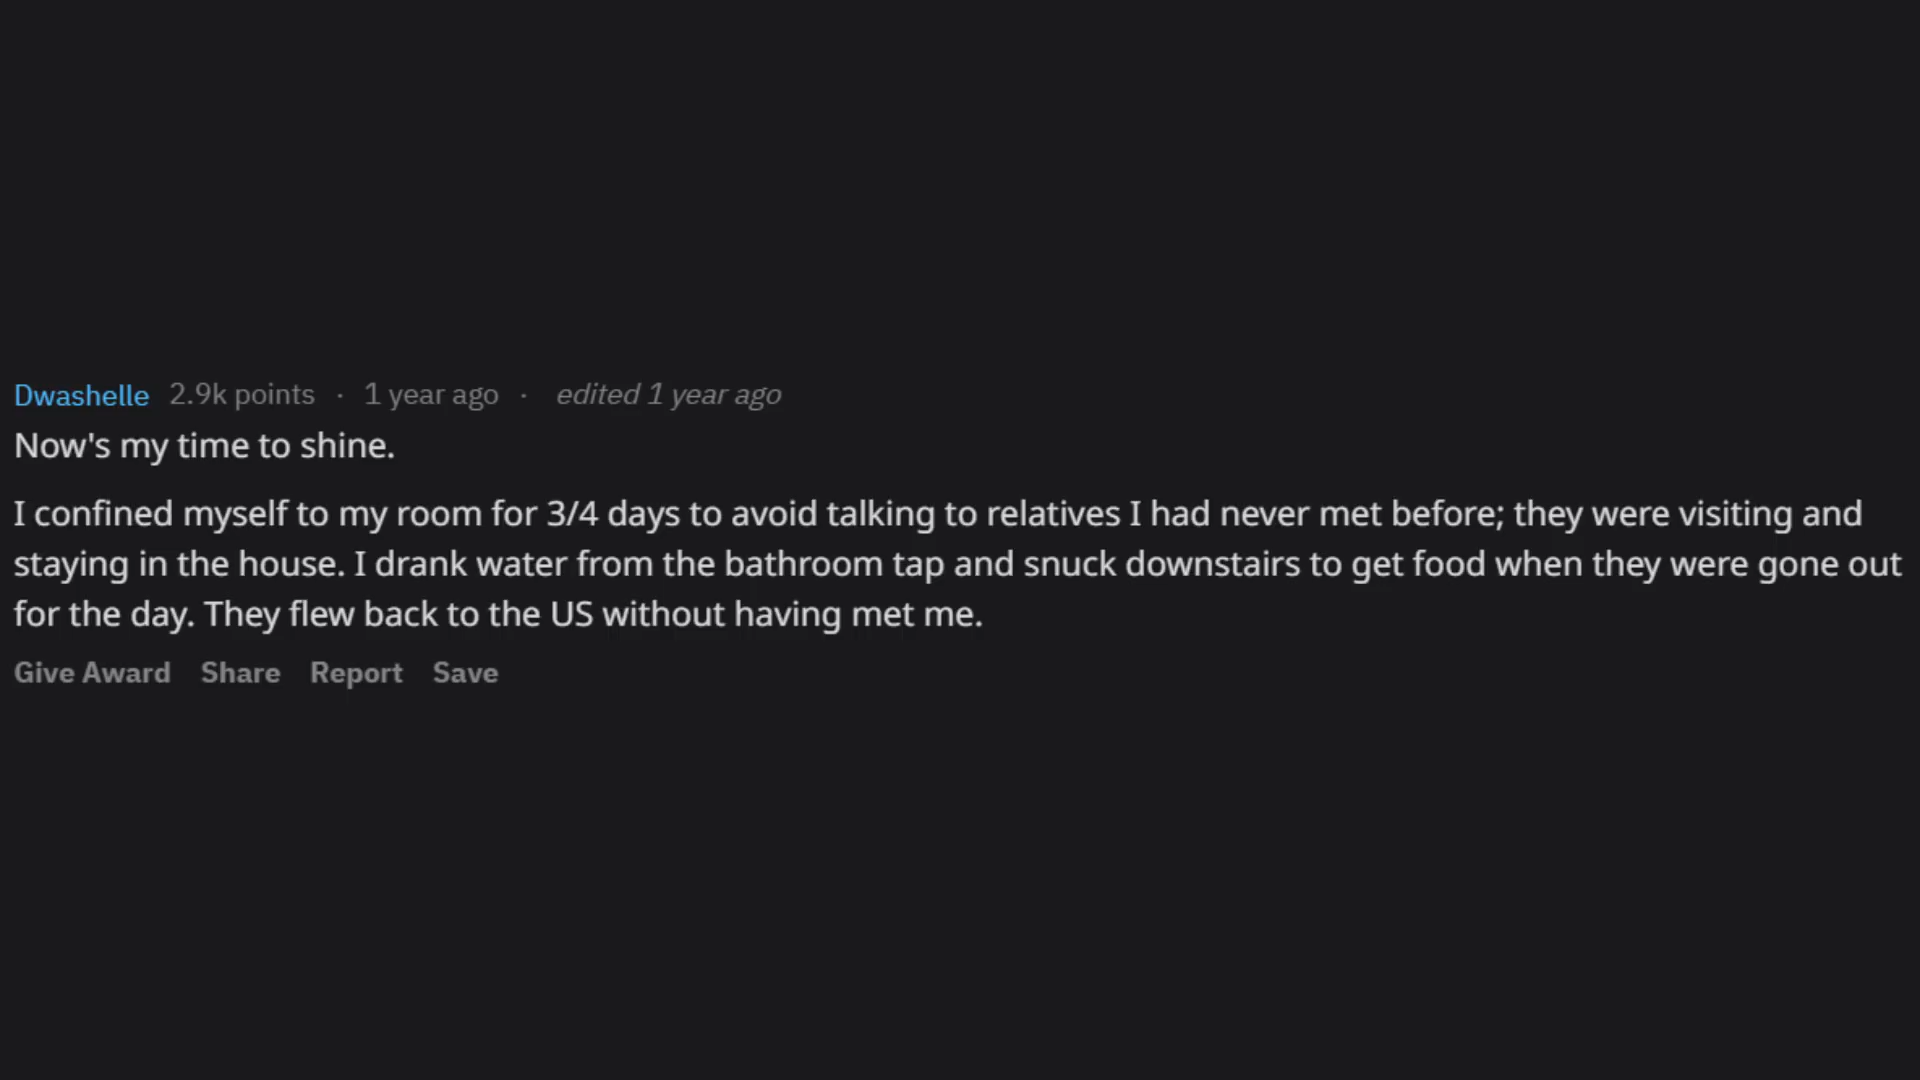 Dwashelle 2.9k points · 1 year ago · edited 1 year ago
Now's my time to shine.
I confined myself to my room for 3/4 days to avoid talking to relatives I had never met before; they were visiting and
staying in the house. I drank water from the bathroom tap and snuck downstairs to get food when they were gone out
for the day. They flew back to the US without having met me.
Give Award Share Report Save